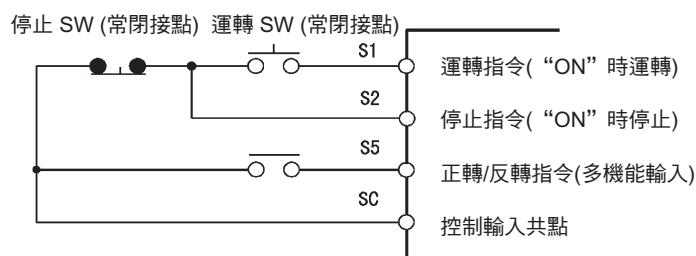 停止 SW (常閉接點) 運轉 SW (常閉接點)
S1
運轉指令( “ON” 時運轉)
S2
停止指令( “ON” 時停止)
S5
正轉/反轉指令(多機能輸入)
SC
控制輸入共點